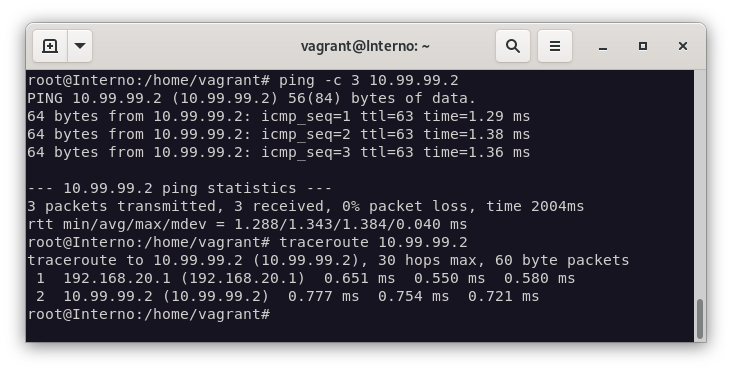 vagrant@Interno: ~
root@Interno:/home/vagrant# ping -c 3 10.99.99.2
PING 10.99.99.2 (10.99.99.2) 56(84) bytes of data.
64 bytes from 10.99.99.2: icmp_seq=1 ttl=63 time=1.29 ms
64 bytes from 10.99.99.2: icmp_seq=2 ttl=63 time=1.38 ms
64 bytes from 10.99.99.2: icmp_seq=3 ttl=63 time=1.36 ms
--- 10.99.99.2 ping statistics ---
3 packets transmitted, 3 received, 0% packet loss, time 2004ms
rtt min/avg/max/mdev = 1.288/1.343/1.384/0.040 ms
root@Interno:/home/vagrant# traceroute 10.99.99.2
traceroute to 10.99.99.2 (10.99.99.2), 30 hops max, 60 byte packets
 1  192.168.20.1 (192.168.20.1)  0.651 ms  0.550 ms  0.580 ms
 2  10.99.99.2 (10.99.99.2)  0.777 ms  0.754 ms  0.721 ms
root@Interno:/home/vagrant#